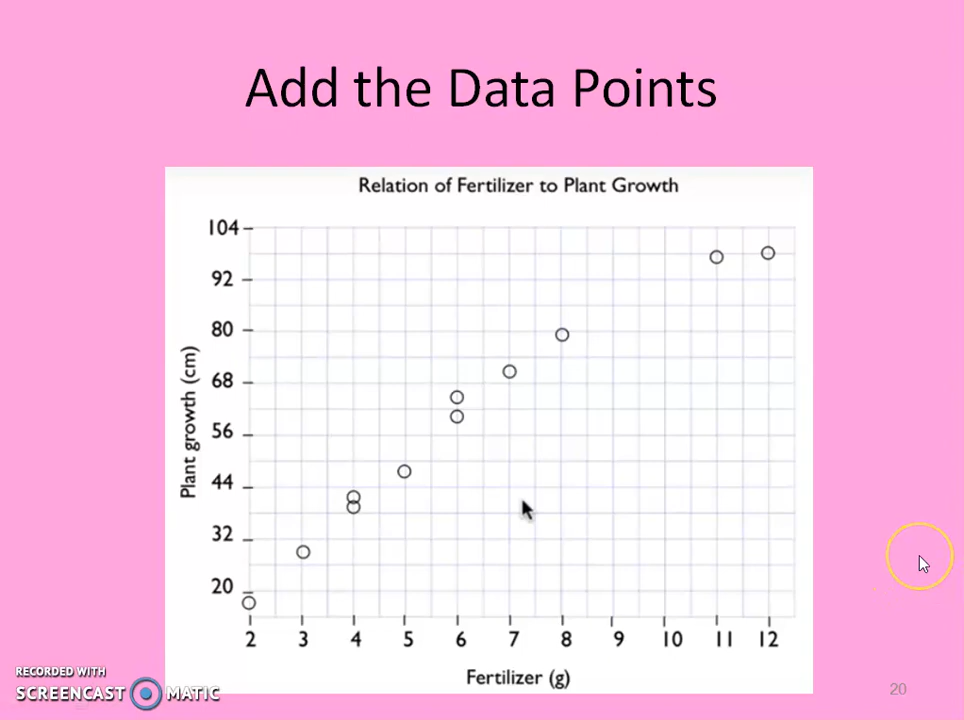 Add the Data Points
Relation of Fertilizer to Plant Growth
104
92
80
68
56
44
32
20
Plant growth (cm)
2 3 4 5 6 7 8 9 10 11 12
Fertilizer (g)
RECORDED WITH
SCREENCAST MATIC
20